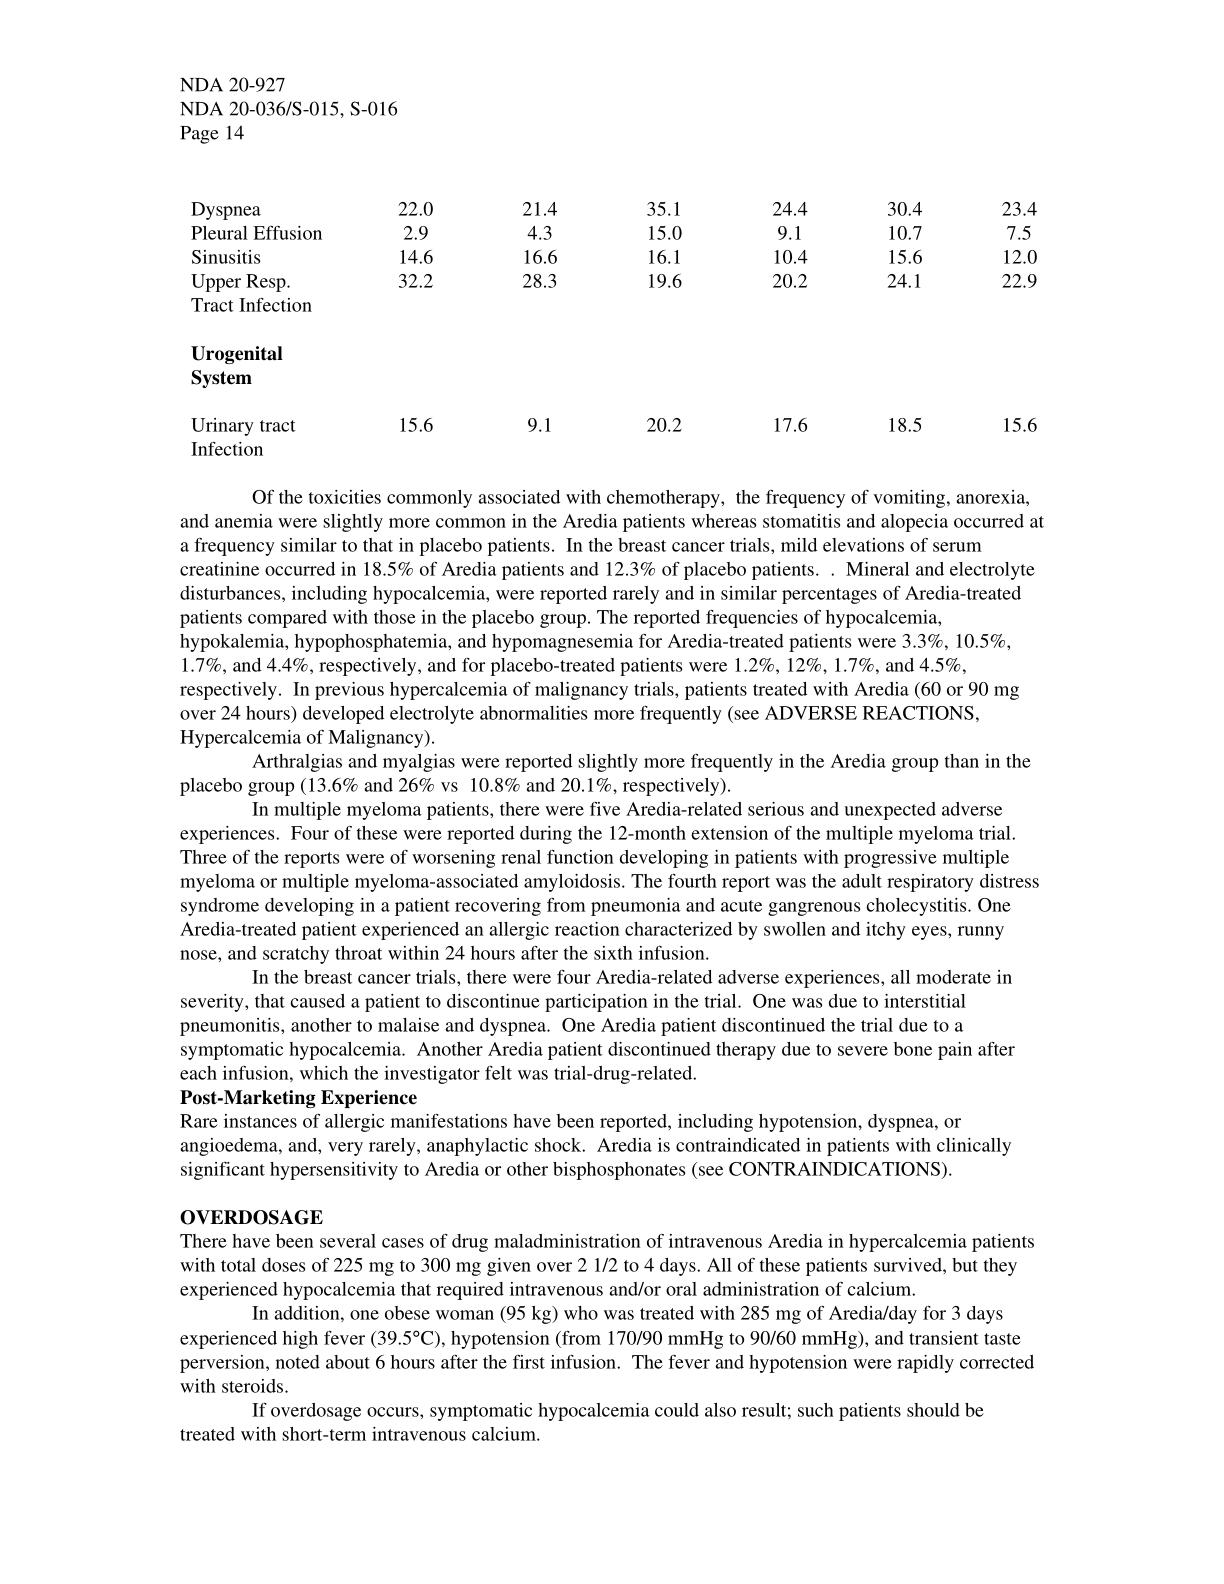 NDA 20-927
NDA 20-036/S-015, S-016
Page 14
Dyspnea 22.0 21.4 35.1 24.4 30.4 23.4
Pleural Effusion 2.9 4.3 15.0 9.1 10.7 7.5
Sinusitis 14.6 16.6 16.1 10.4 15.6 12.0
Upper Resp. 32.2 28.3 19.6 20.2 24.1 22.9
Tract Infection
Urogenital
System
Urinary tract 15.6 9.1 20.2 17.6 18.5 15.6
Infection
Of the toxicities commonly associated with chemotherapy,  the frequency of vomiting, anorexia,
and anemia were slightly more common in the Aredia patients whereas stomatitis and alopecia occurred at
a frequency similar to that in placebo patients.  In the breast cancer trials, mild elevations of serum
creatinine occurred in 18.5% of Aredia patients and 12.3% of placebo patients.  .  Mineral and electrolyte
disturbances, including hypocalcemia, were reported rarely and in similar percentages of Aredia-treated
patients compared with those in the placebo group. The reported frequencies of hypocalcemia,
hypokalemia, hypophosphatemia, and hypomagnesemia for Aredia-treated patients were 3.3%, 10.5%,
1.7%, and 4.4%, respectively, and for placebo-treated patients were 1.2%, 12%, 1.7%, and 4.5%,
respectively.  In previous hypercalcemia of malignancy trials, patients treated with Aredia (60 or 90 mg
over 24 hours) developed electrolyte abnormalities more frequently (see ADVERSE REACTIONS,
Hypercalcemia of Malignancy).
Arthralgias and myalgias were reported slightly more frequently in the Aredia group than in the
placebo group (13.6% and 26% vs  10.8% and 20.1%, respectively).
In multiple myeloma patients, there were five Aredia-related serious and unexpected adverse
experiences.  Four of these were reported during the 12-month extension of the multiple myeloma trial.
Three of the reports were of worsening renal function developing in patients with progressive multiple
myeloma or multiple myeloma-associated amyloidosis. The fourth report was the adult respiratory distress
syndrome developing in a patient recovering from pneumonia and acute gangrenous cholecystitis. One
Aredia-treated patient experienced an allergic reaction characterized by swollen and itchy eyes, runny
nose, and scratchy throat within 24 hours after the sixth infusion.
In the breast cancer trials, there were four Aredia-related adverse experiences, all moderate in
severity, that caused a patient to discontinue participation in the trial.  One was due to interstitial
pneumonitis, another to malaise and dyspnea.  One Aredia patient discontinued the trial due to a
symptomatic hypocalcemia.  Another Aredia patient discontinued therapy due to severe bone pain after
each infusion, which the investigator felt was trial-drug-related.
Post-Marketing Experience
Rare instances of allergic manifestations have been reported, including hypotension, dyspnea, or
angioedema, and, very rarely, anaphylactic shock.  Aredia is contraindicated in patients with clinically
significant hypersensitivity to Aredia or other bisphosphonates (see CONTRAINDICATIONS).
OVERDOSAGE
There have been several cases of drug maladministration of intravenous Aredia in hypercalcemia patients
with total doses of 225 mg to 300 mg given over 2 1/2 to 4 days. All of these patients survived, but they
experienced hypocalcemia that required intravenous and/or oral administration of calcium.
In addition, one obese woman (95 kg) who was treated with 285 mg of Aredia/day for 3 days
experienced high fever (39.5°C), hypotension (from 170/90 mmHg to 90/60 mmHg), and transient taste
perversion, noted about 6 hours after the first infusion.  The fever and hypotension were rapidly corrected
with steroids.
If overdosage occurs, symptomatic hypocalcemia could also result; such patients should be
treated with short-term intravenous calcium.